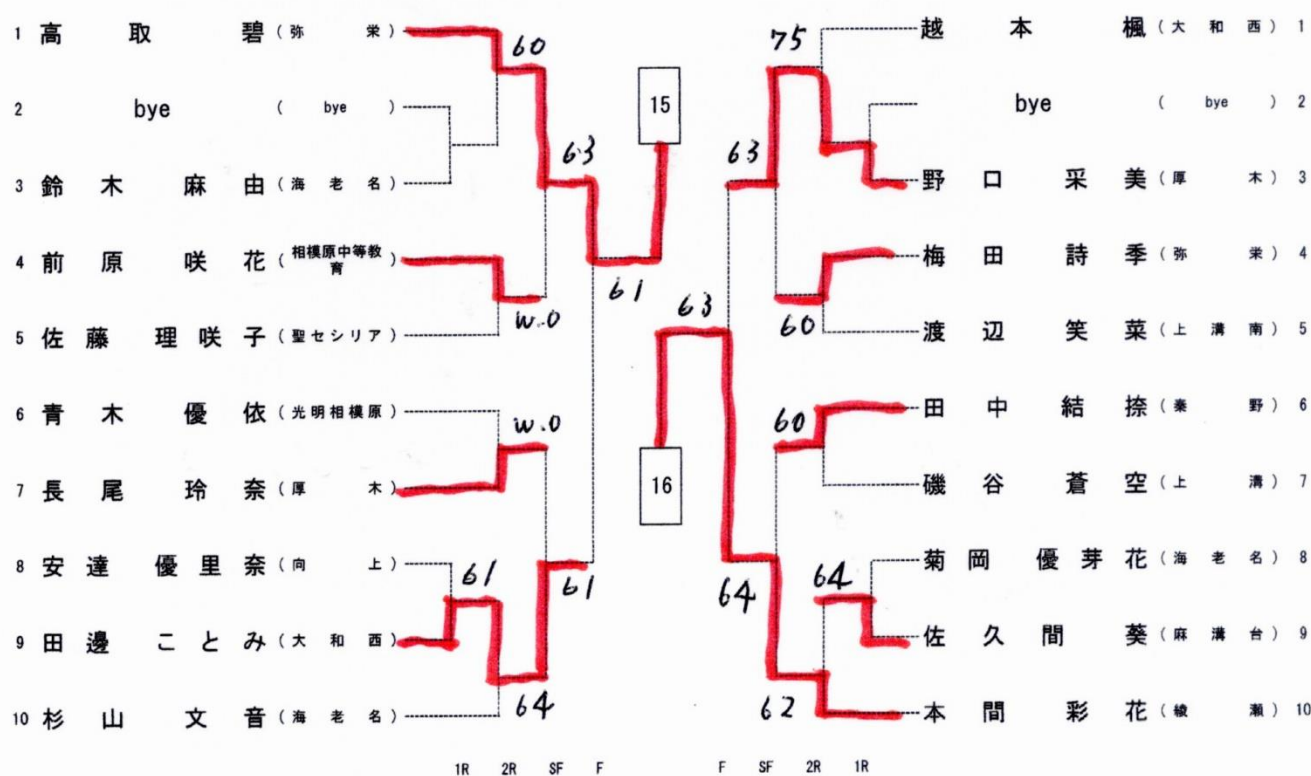 1 高取 碧 (弥栄)
60
2 bye (bye)
3 鈴木 麻由 (海老名)
63
4 前原 咲花 (相模原中等教育)
W.O
5 佐藤 理咲子 (聖セシリア)
61
15
6 青木 優依 (光明相模原)
W.O
7 長尾 玲奈 (厚木)
8 安達 優里奈 (向上)
61
61
9 田邊 ことみ (大和西)
64
10 杉山 文音 (海老名)
1R 2R SF F
75
越本 楓 (大和西) 1
bye (bye) 2
63
野口 采美 (厚木) 3
梅田 詩季 (弥栄) 4
60
63
渡辺 笑菜 (上溝南) 5
60
田中 結捺 (秦野) 6
16
磯谷 蒼空 (上溝) 7
菊岡 優芽花 (海老名) 8
64
64
佐久間 葵 (麻溝台) 9
62
本間 彩花 (綾瀬) 10
F SF 2R 1R